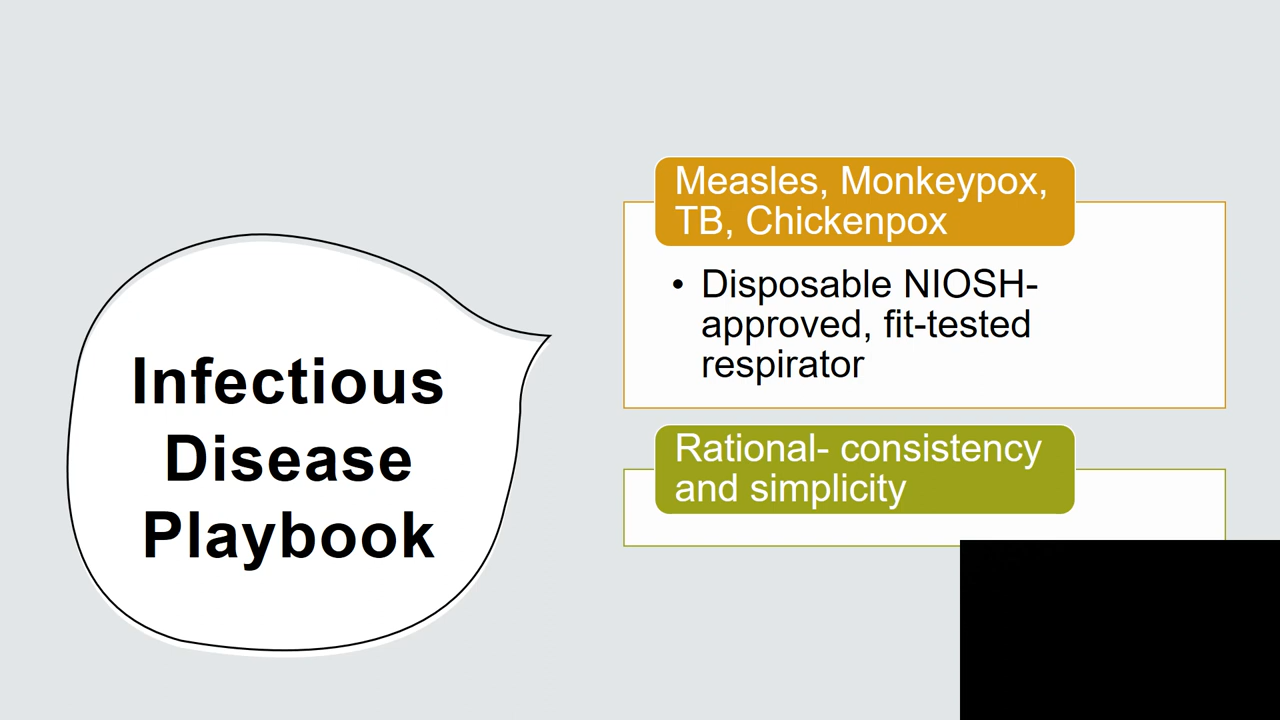 Infectious
Disease
Playbook
Measles, Monkeypox,
TB, Chickenpox
• Disposable NIOSH-
approved, fit-tested
respirator
Rational- consistency
and simplicity